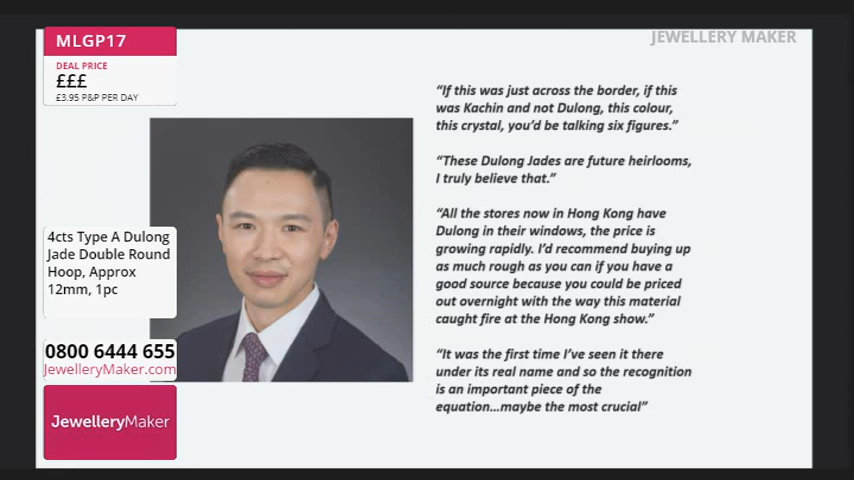 MLGP17
DEAL PRICE
£££
£3.95 P&P PER DAY
JEWELLERY MAKER
“If this was just across the border, if this
was Kachin and not Dulong, this colour,
this crystal, you’d be talking six figures.”
“These Dulong Jades are future heirlooms,
I truly believe that.”
“All the stores now in Hong Kong have
Dulong in their windows, the price is
growing rapidly. I’d recommend buying up
as much rough as you can if you have a
good source because you could be priced
out overnight with the way this material
caught fire at the Hong Kong show.”
“It was the first time I’ve seen it there
under its real name and so the recognition
is an important piece of the
equation...maybe the most crucial”
4cts Type A Dulong
Jade Double Round
Hoop, Approx
12mm, 1pc
0800 6444 655
JewelleryMaker.com
JewelleryMaker